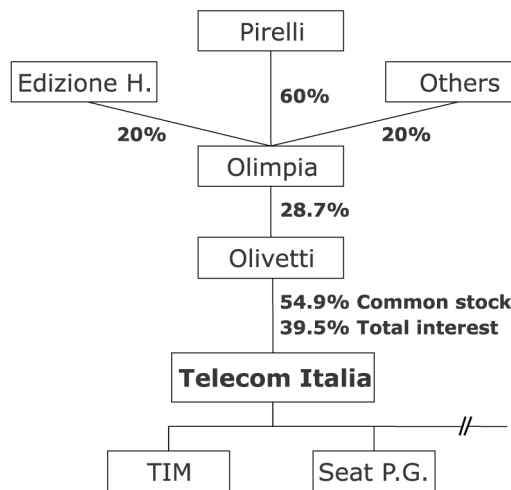 Pirelli
Edizione H.
Others
60%
20%
20%
Olimpia
28.7%
Olivetti
54.9% Common stock
39.5% Total interest
Telecom Italia
//
TIM
Seat P.G.